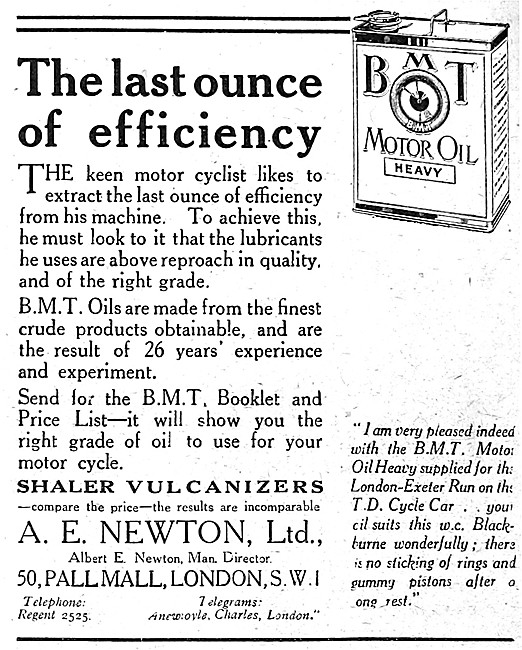 The last ounce
of efficiency
THE keen motor cyclist likes to
extract the last ounce of efficiency
from his machine. To achieve this,
he must look to it that the lubricants
he uses are above reproach in quality,
and of the right grade.
B.M.T. Oils are made from the finest
crude products obtainable, and are
the result of 26 years' experience
and experiment.
Send for the B.M.T. Booklet and
Price List—it will show you the
right grade of oil to use for your
motor cycle.
SHALER VULCANIZERS
—compare the price—the results are incomparable
A. E. NEWTON, Ltd.,
Albert E. Newton, Man. Director.
50, PALL MALL, LONDON, S.W.1
Telephone:
Regent 2525.
Telegrams:
Charles, London."
BMT
MOTOR OIL
HEAVY
"I am very pleased indeed
with the B.M.T. Motor
Oil Heavy supplied for the
London-Exeter Run on the
T.D. Cycle Car . . your
oil suits this w.c. Black-
burne wonderfully; there
is no sticking of rings and
gummy pistons after a
long rest."